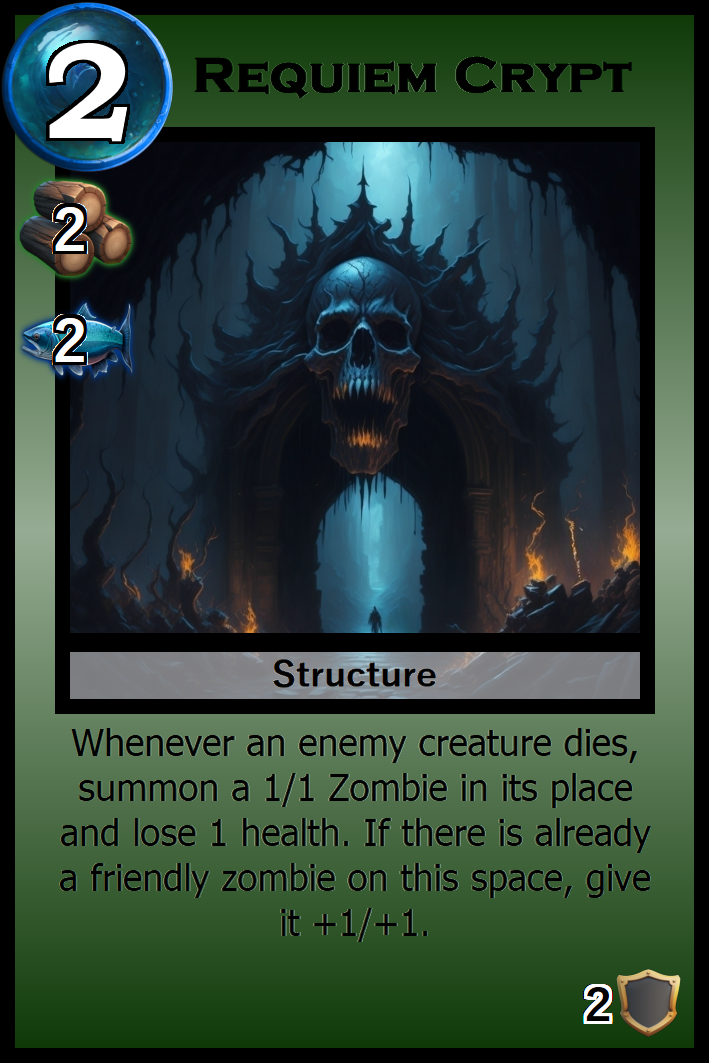 2
Requiem Crypt
2
2
Structure
Whenever an enemy creature dies,
summon a 1/1 Zombie in its place
and lose 1 health. If there is already
a friendly zombie on this space, give
it +1/+1.
2